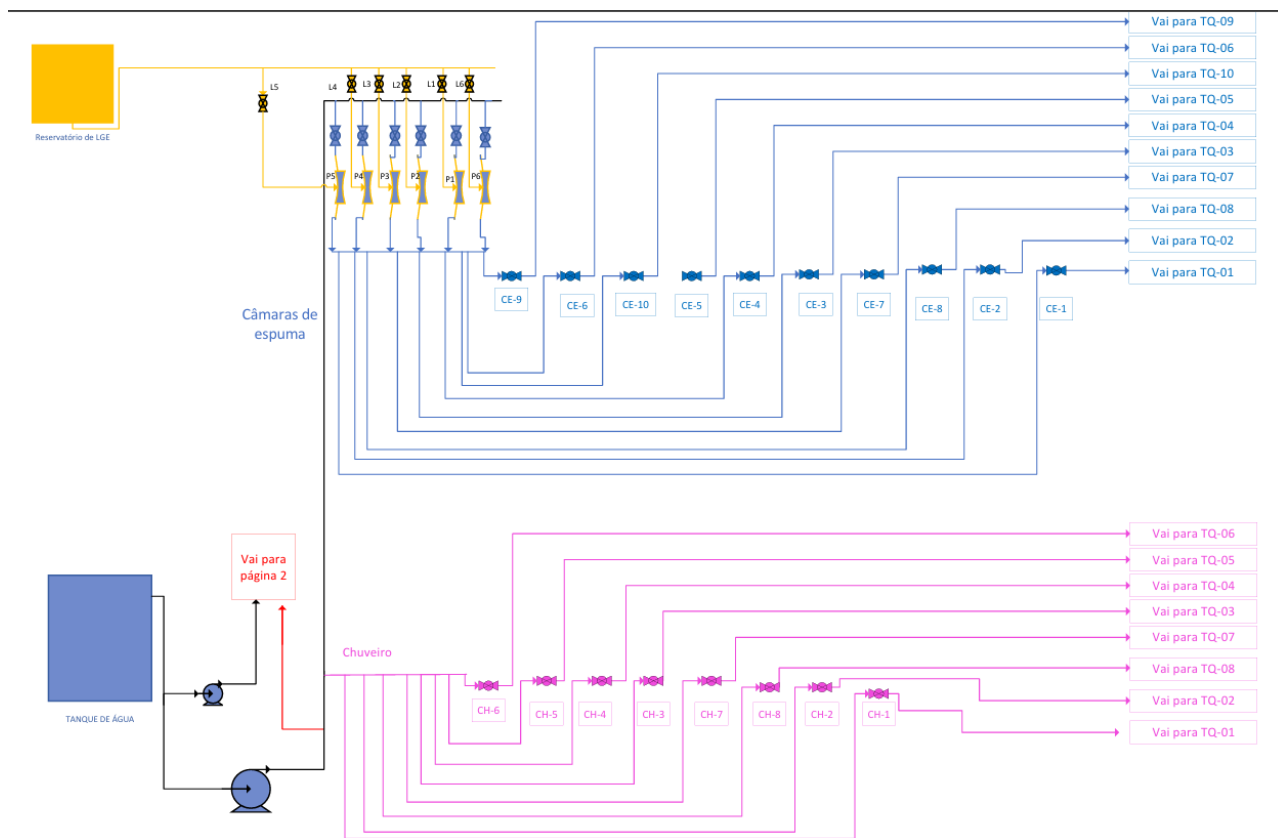 Vai para TQ-09
Vai para TQ-06
Vai para TQ-10
L5
L4
L3
L2
L1
L6
Vai para TQ-05
Vai para TQ-04
Reservatório de LGE
Vai para TQ-03
P5
P4
P3
P2
P1
P6
Vai para TQ-07
Vai para TQ-08
Vai para TQ-02
Vai para TQ-01
CE-9
CE-6
CE-10
CE-5
CE-4
CE-3
CE-7
CE-8
CE-2
CE-1
Câmaras de
espuma
Vai para TQ-06
Vai para
página 2
Vai para TQ-05
Vai para TQ-04
Vai para TQ-03
Vai para TQ-07
Chuveiro
Vai para TQ-08
Vai para TQ-02
CH-6
CH-5
CH-4
CH-3
CH-7
CH-8
CH-2
CH-1
TANQUE DE ÁGUA
Vai para TQ-01